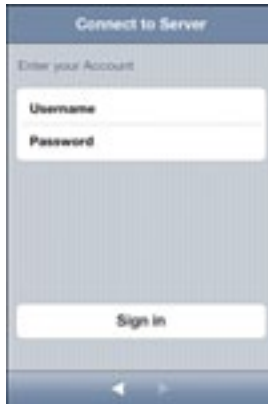 Connect to Server
Enter your Account
Username
Password
Sign in